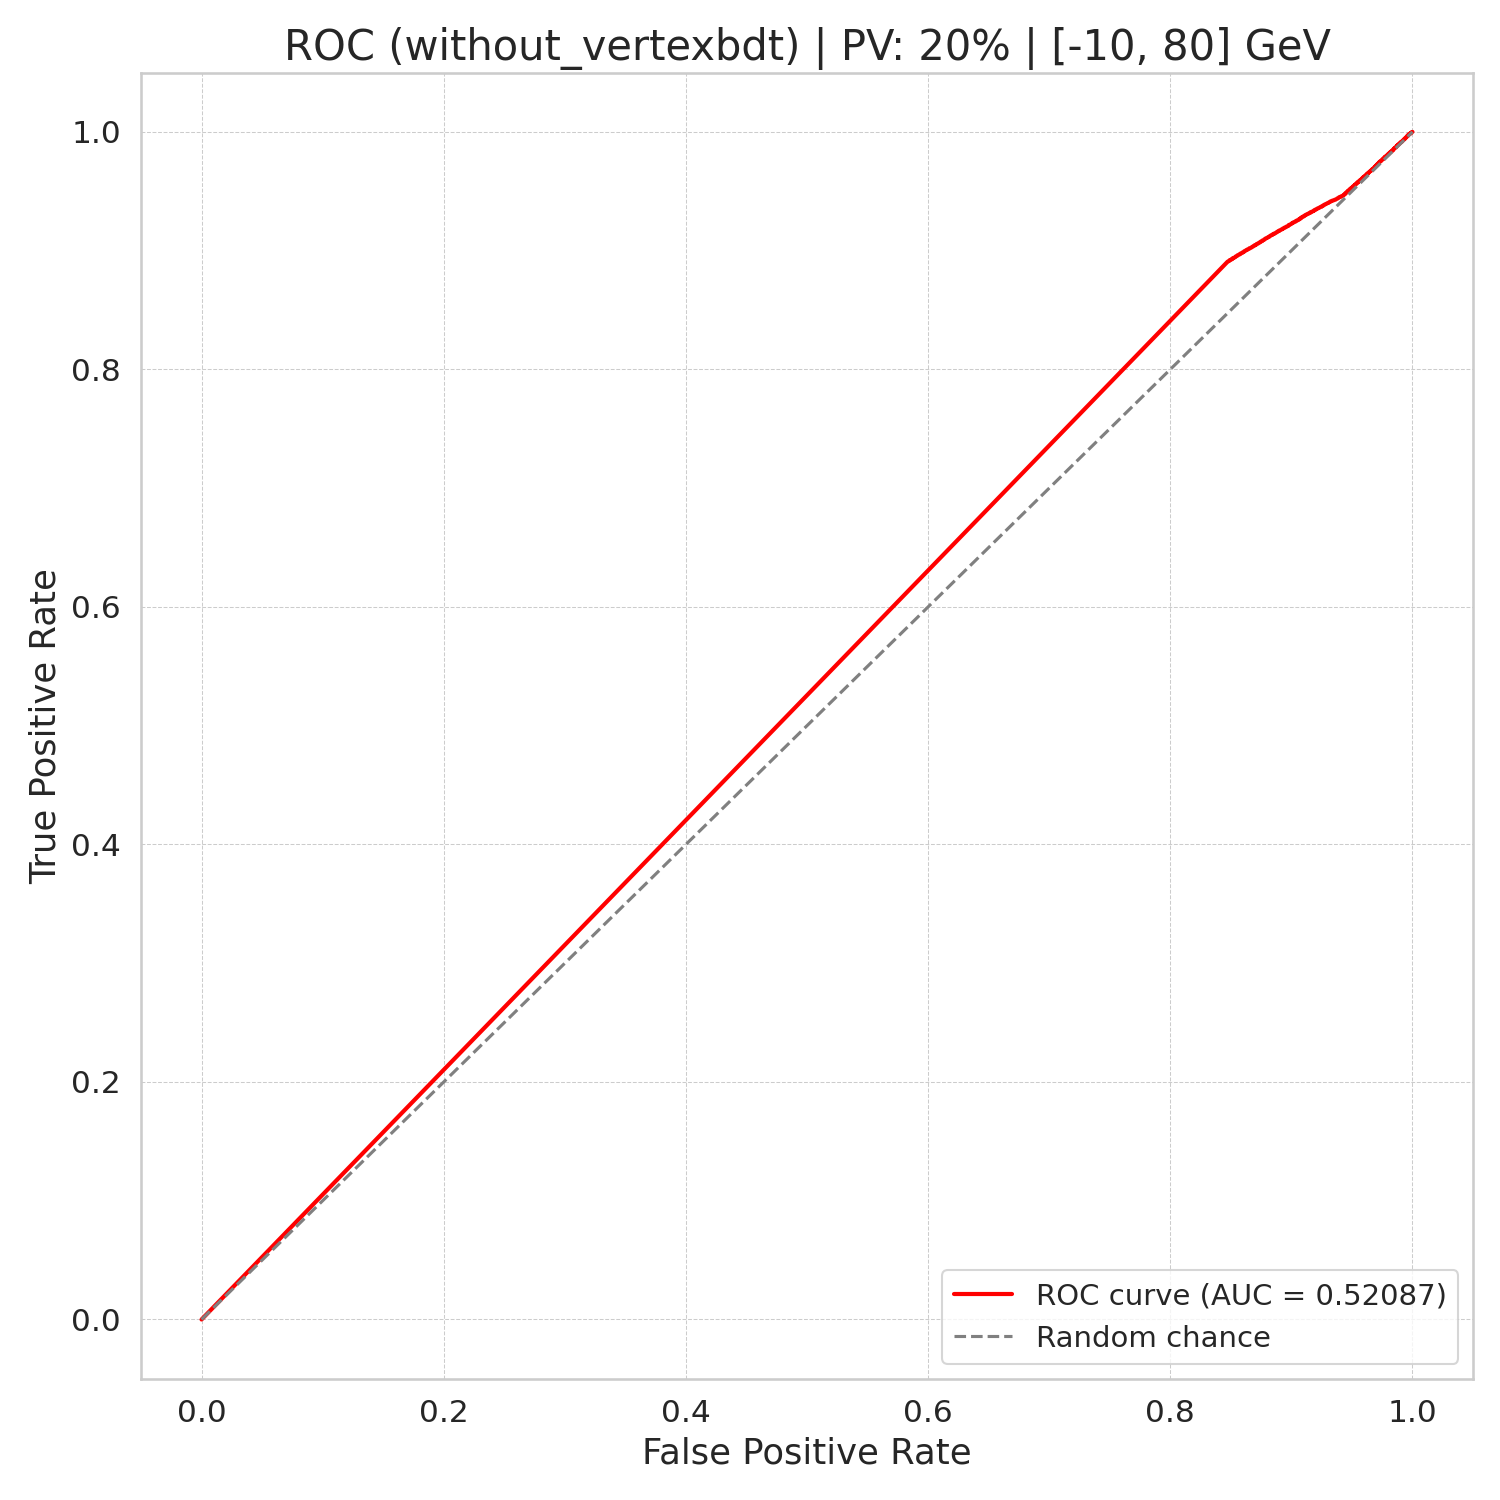 ROC (without_vertexbdt) | PV: 20% | [-10, 80] GeV
True Positive Rate
1.0
0.8
0.6
0.4
0.2
0.0
ROC curve (AUC = 0.52087)
Random chance
0.0 0.2 0.4 0.6 0.8 1.0
False Positive Rate